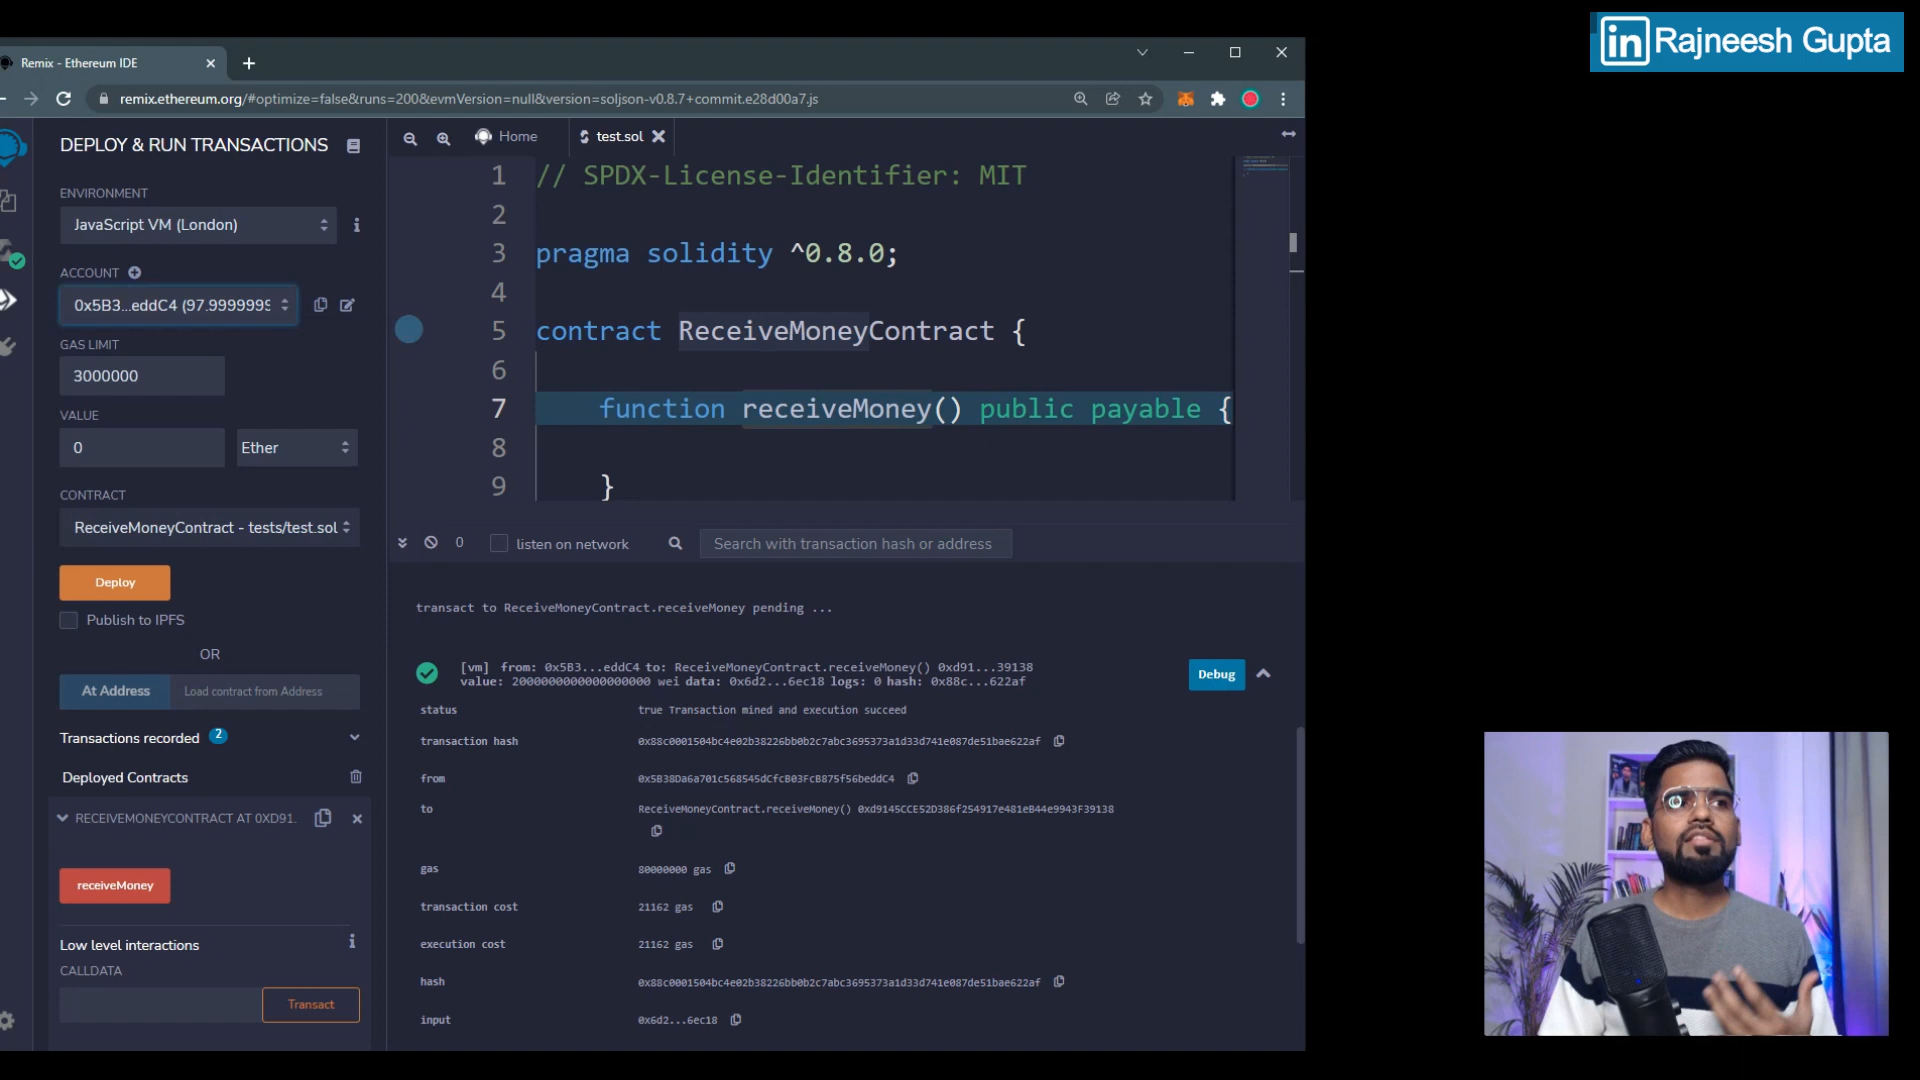 in Rajneesh Gupta
Remix - Ethereum IDE
remix.ethereum.org/#optimize=false&runs=200&evmVersion=null&version=soljson-v0.8.7+commit.e28d00a7.js
DEPLOY & RUN TRANSACTIONS
ENVIRONMENT
JavaScript VM (London)
ACCOUNT
0x5B3...eddC4 (97.9999999
GAS LIMIT
3000000
VALUE
0
Ether
CONTRACT
ReceiveMoneyContract - tests/test.sol
Deploy
Publish to IPFS
OR
At Address
Load contract from Address
Transactions recorded 2
Deployed Contracts
RECEIVEMONEYCONTRACT AT 0XD91.
receiveMoney
Low level interactions
CALLDATA
Transact
Home
test.sol
1 // SPDX-License-Identifier: MIT
2
3 pragma solidity ^0.8.0;
4
5 contract ReceiveMoneyContract {
6
7 function receiveMoney() public payable {
8
9 }
0
listen on network
Search with transaction hash or address
transact to ReceiveMoneyContract.receiveMoney pending ...
[vm] from: 0x5B3...eddC4 to: ReceiveMoneyContract.receiveMoney() 0xd91...39138
value: 2000000000000000000 wei data: 0x6d2...6ec18 logs: 0 hash: 0x88c...622af
Debug
status true Transaction mined and execution succeed
transaction hash 0x88c0001504bc4e02b38226bb0b2c7abc3695373a1d33d741e087de51bae622af
from 0x5B38Da6a701c568545dCfcB03FcB875f56beddC4
to ReceiveMoneyContract.receiveMoney() 0xd9145CCE52D386f254917e481eB44e9943F39138
gas 80000000 gas
transaction cost 21162 gas
execution cost 21162 gas
hash 0x88c0001504bc4e02b38226bb0b2c7abc3695373a1d33d741e087de51bae622af
input 0x6d2...6ec18